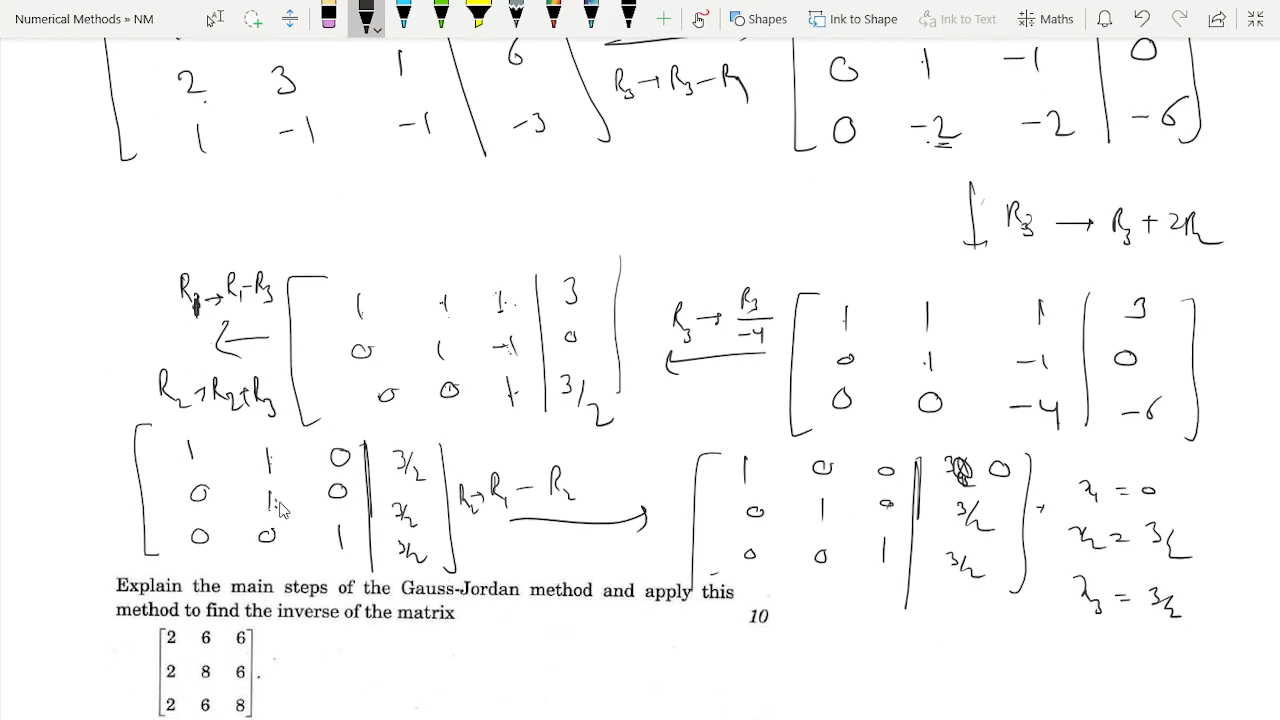 Numerical Methods » NM
Shapes Ink to Shape Ink to Text Maths
6
2 3 1
1 -1 -1 -3
R3 → R3 - R1
0 1 -1 0
0 -2 -2 -6
R3 → R3 + 2R2
R1 → R1 - R3
R2 → R2 + R3
1 1 1 3
0 1 -1 0
0 0 1 3/2
R3 → R3/-4
1 1 1 3
0 1 -1 0
0 0 -4 -6
1 1 0 3/2
0 1 0 3/2
0 0 1 3/2
R2 → R1 - R2
1 0 0 0
0 1 0 3/2
0 0 1 3/2
x1 = 0
x2 = 3/2
x3 = 3/2
Explain the main steps of the Gauss-Jordan method and apply this
method to find the inverse of the matrix
10
2 6 6
2 8 6 .
2 6 8